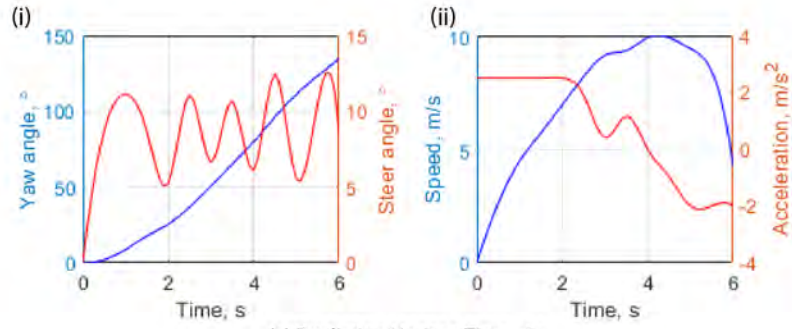 (i)
150
15
100
10
50
5
0
0
0 2 4 6
Time, s
Yaw angle, °
Steer angle, °
(ii)
10
4
2
5
0
-2
0
-4
0 2 4 6
Time, s
Speed, m/s
Acceleration, m/s²